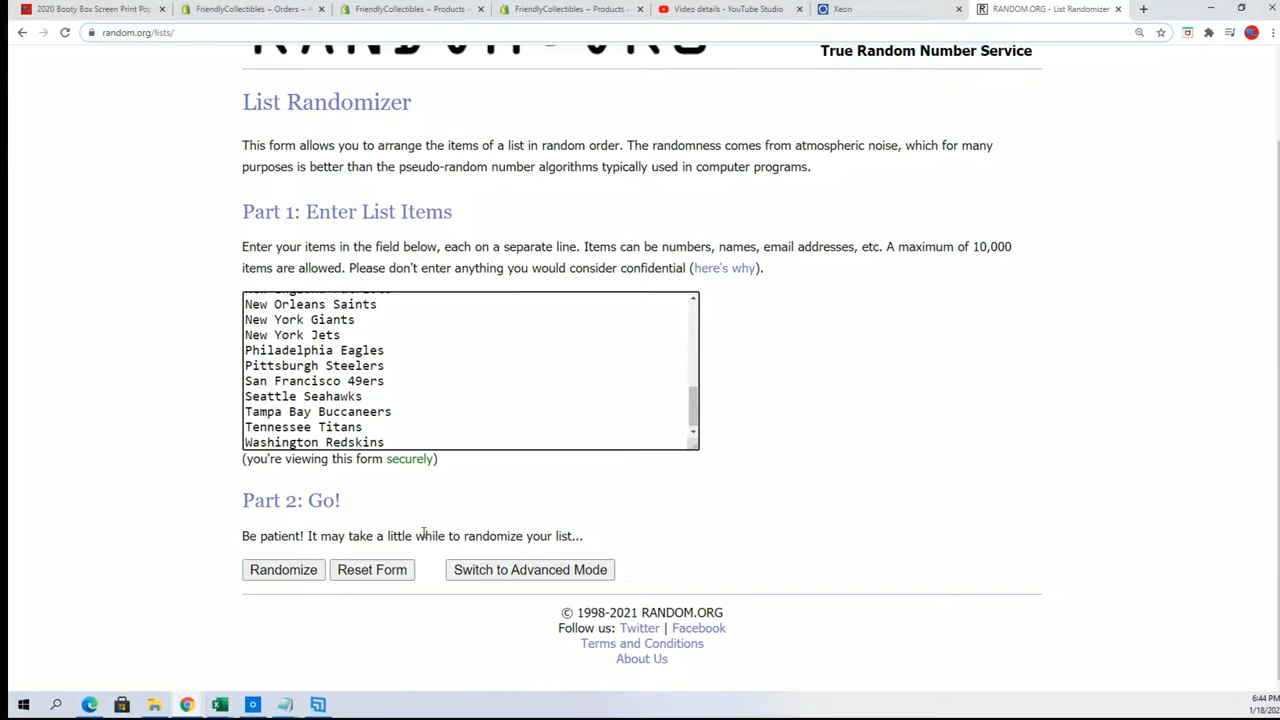 2020 Booty Box Screen Print Pop
FriendlyCollectibles ~ Orders ~
FriendlyCollectibles ~ Products
FriendlyCollectibles ~ Products
Video details - YouTube Studio
Xeon
RANDOM.ORG - List Randomizer
random.org/lists/
RANDOM.ORG
True Random Number Service
List Randomizer
This form allows you to arrange the items of a list in random order. The randomness comes from atmospheric noise, which for many
purposes is better than the pseudo-random number algorithms typically used in computer programs.
Part 1: Enter List Items
Enter your items in the field below, each on a separate line. Items can be numbers, names, email addresses, etc. A maximum of 10,000
items are allowed. Please don't enter anything you would consider confidential (here's why).
New England Patriots
New Orleans Saints
New York Giants
New York Jets
Philadelphia Eagles
Pittsburgh Steelers
San Francisco 49ers
Seattle Seahawks
Tampa Bay Buccaneers
Tennessee Titans
Washington Redskins
(you're viewing this form securely)
Part 2: Go!
Be patient! It may take a little while to randomize your list...
Randomize Reset Form Switch to Advanced Mode
© 1998-2021 RANDOM.ORG
Follow us: Twitter | Facebook
Terms and Conditions
About Us
6:44 PM
1/18/202